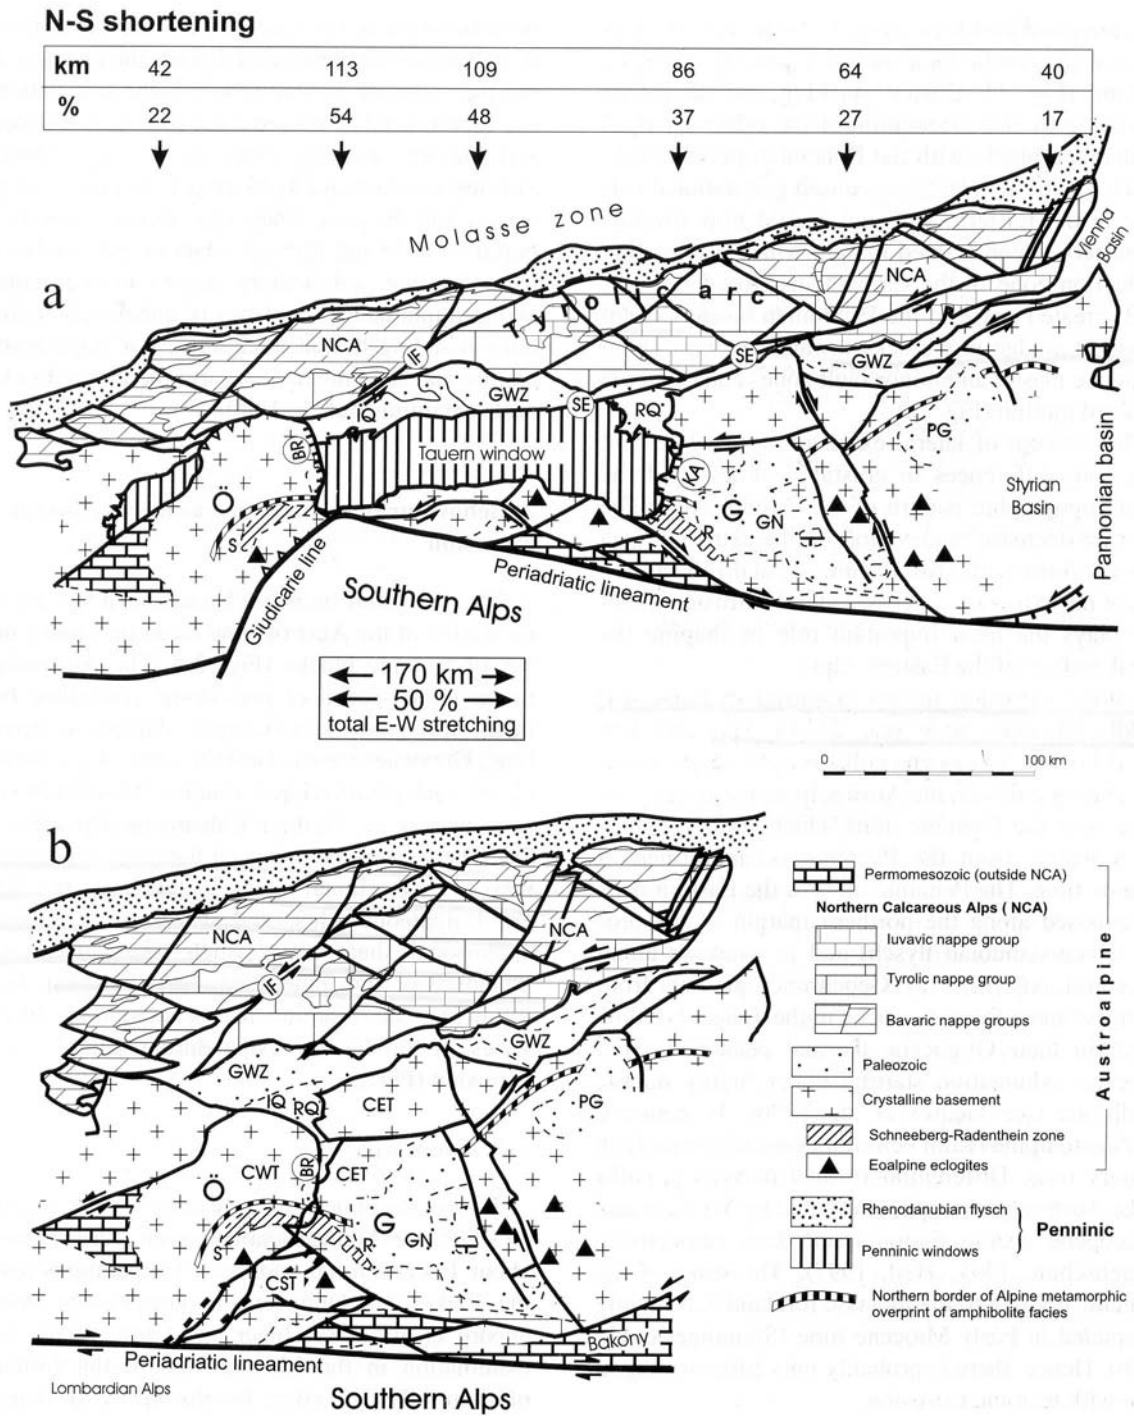 N-S shortening
km 42 113 109 86 64 40
% 22 54 48 37 27 17
Molasse zone
Vienna Basin
a
NCA
Tyrolic arc
NCA
IF
SE
GWZ
IQ
GWZ
SE
RQ
PG
BR
Tauern window
KA
Ö
G
Styrian
Basin
Pannonian basin
S
R
GN
Giudicarie line
Periadriatic lineament
Southern Alps
170 km
50 %
total E-W stretching
0 100 km
b
NCA
NCA
IF
GWZ
GWZ
IQ
RQ
CET
PG
CWT
BR
CET
Ö
G
S
R
GN
CST
Bakony
Periadriatic lineament
Lombardian Alps
Southern Alps
Permomesozoic (outside NCA)
Northern Calcareous Alps ( NCA)
Iuvavic nappe group
Tyrolic nappe group
Bavaric nappe groups
Paleozoic
Crystalline basement
Schneeberg-Radenthein zone
Eoalpine eclogites
Austroalpine
Rhenodanubian flysch
Penninic windows
Penninic
Northern border of Alpine metamorphic
overprint of amphibolite facies